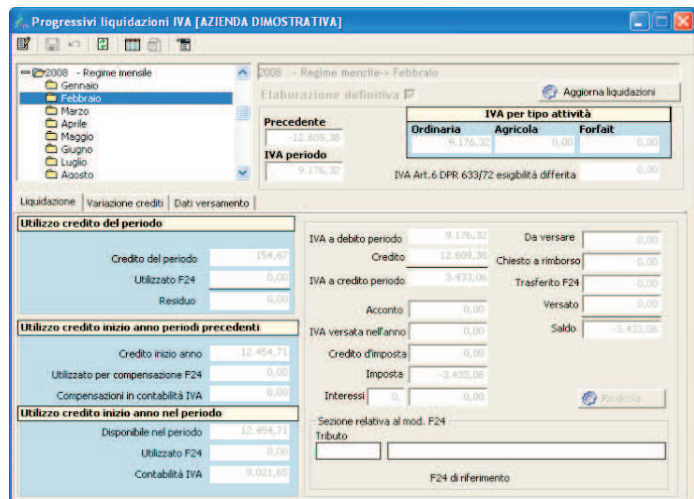 Progressivi liquidazioni IVA [AZIENDA DIMOSTRATIVA]
2008 - Regime mensile
Gennaio
Febbraio
Marzo
Aprile
Maggio
Giugno
Luglio
Agosto
2008 - Regime mensile-> Febbraio
Elaborazione definitiva
Aggiorna liquidazioni
Precedente
-12.609,38
IVA periodo
9.176,32
IVA per tipo attività
Ordinaria Agricola Forfait
9.176,32 0,00 0,00
IVA Art.6 DPR 633/72 esigibilità differita 0,00
Liquidazione Variazione crediti Dati versamento
Utilizzo credito del periodo
Credito del periodo 154,67
Utilizzato F24 0,00
Residuo 0,00
Utilizzo credito inizio anno periodi precedenti
Credito inizio anno 12.454,71
Utilizzato per compensazione F24 0,00
Compensazioni in contabilità IVA 0,00
Utilizzo credito inizio anno nel periodo
Disponibile nel periodo 12.454,71
Utilizzato F24 0,00
Contabilità IVA 9.021,65
IVA a debito periodo 9.176,32
Credito 12.609,38
IVA a credito periodo 3.433,06
Acconto 0,00
IVA versata nell'anno 0,00
Credito d'imposta 0,00
Imposta -3.433,06
Interessi 0, 0,00
Da versare 0,00
Chiesto a rimborso 0,00
Trasferito F24 0,00
Versato 0,00
Saldo -3.433,06
Ricalcola
Sezione relativa al mod. F24
Tributo
F24 di riferimento